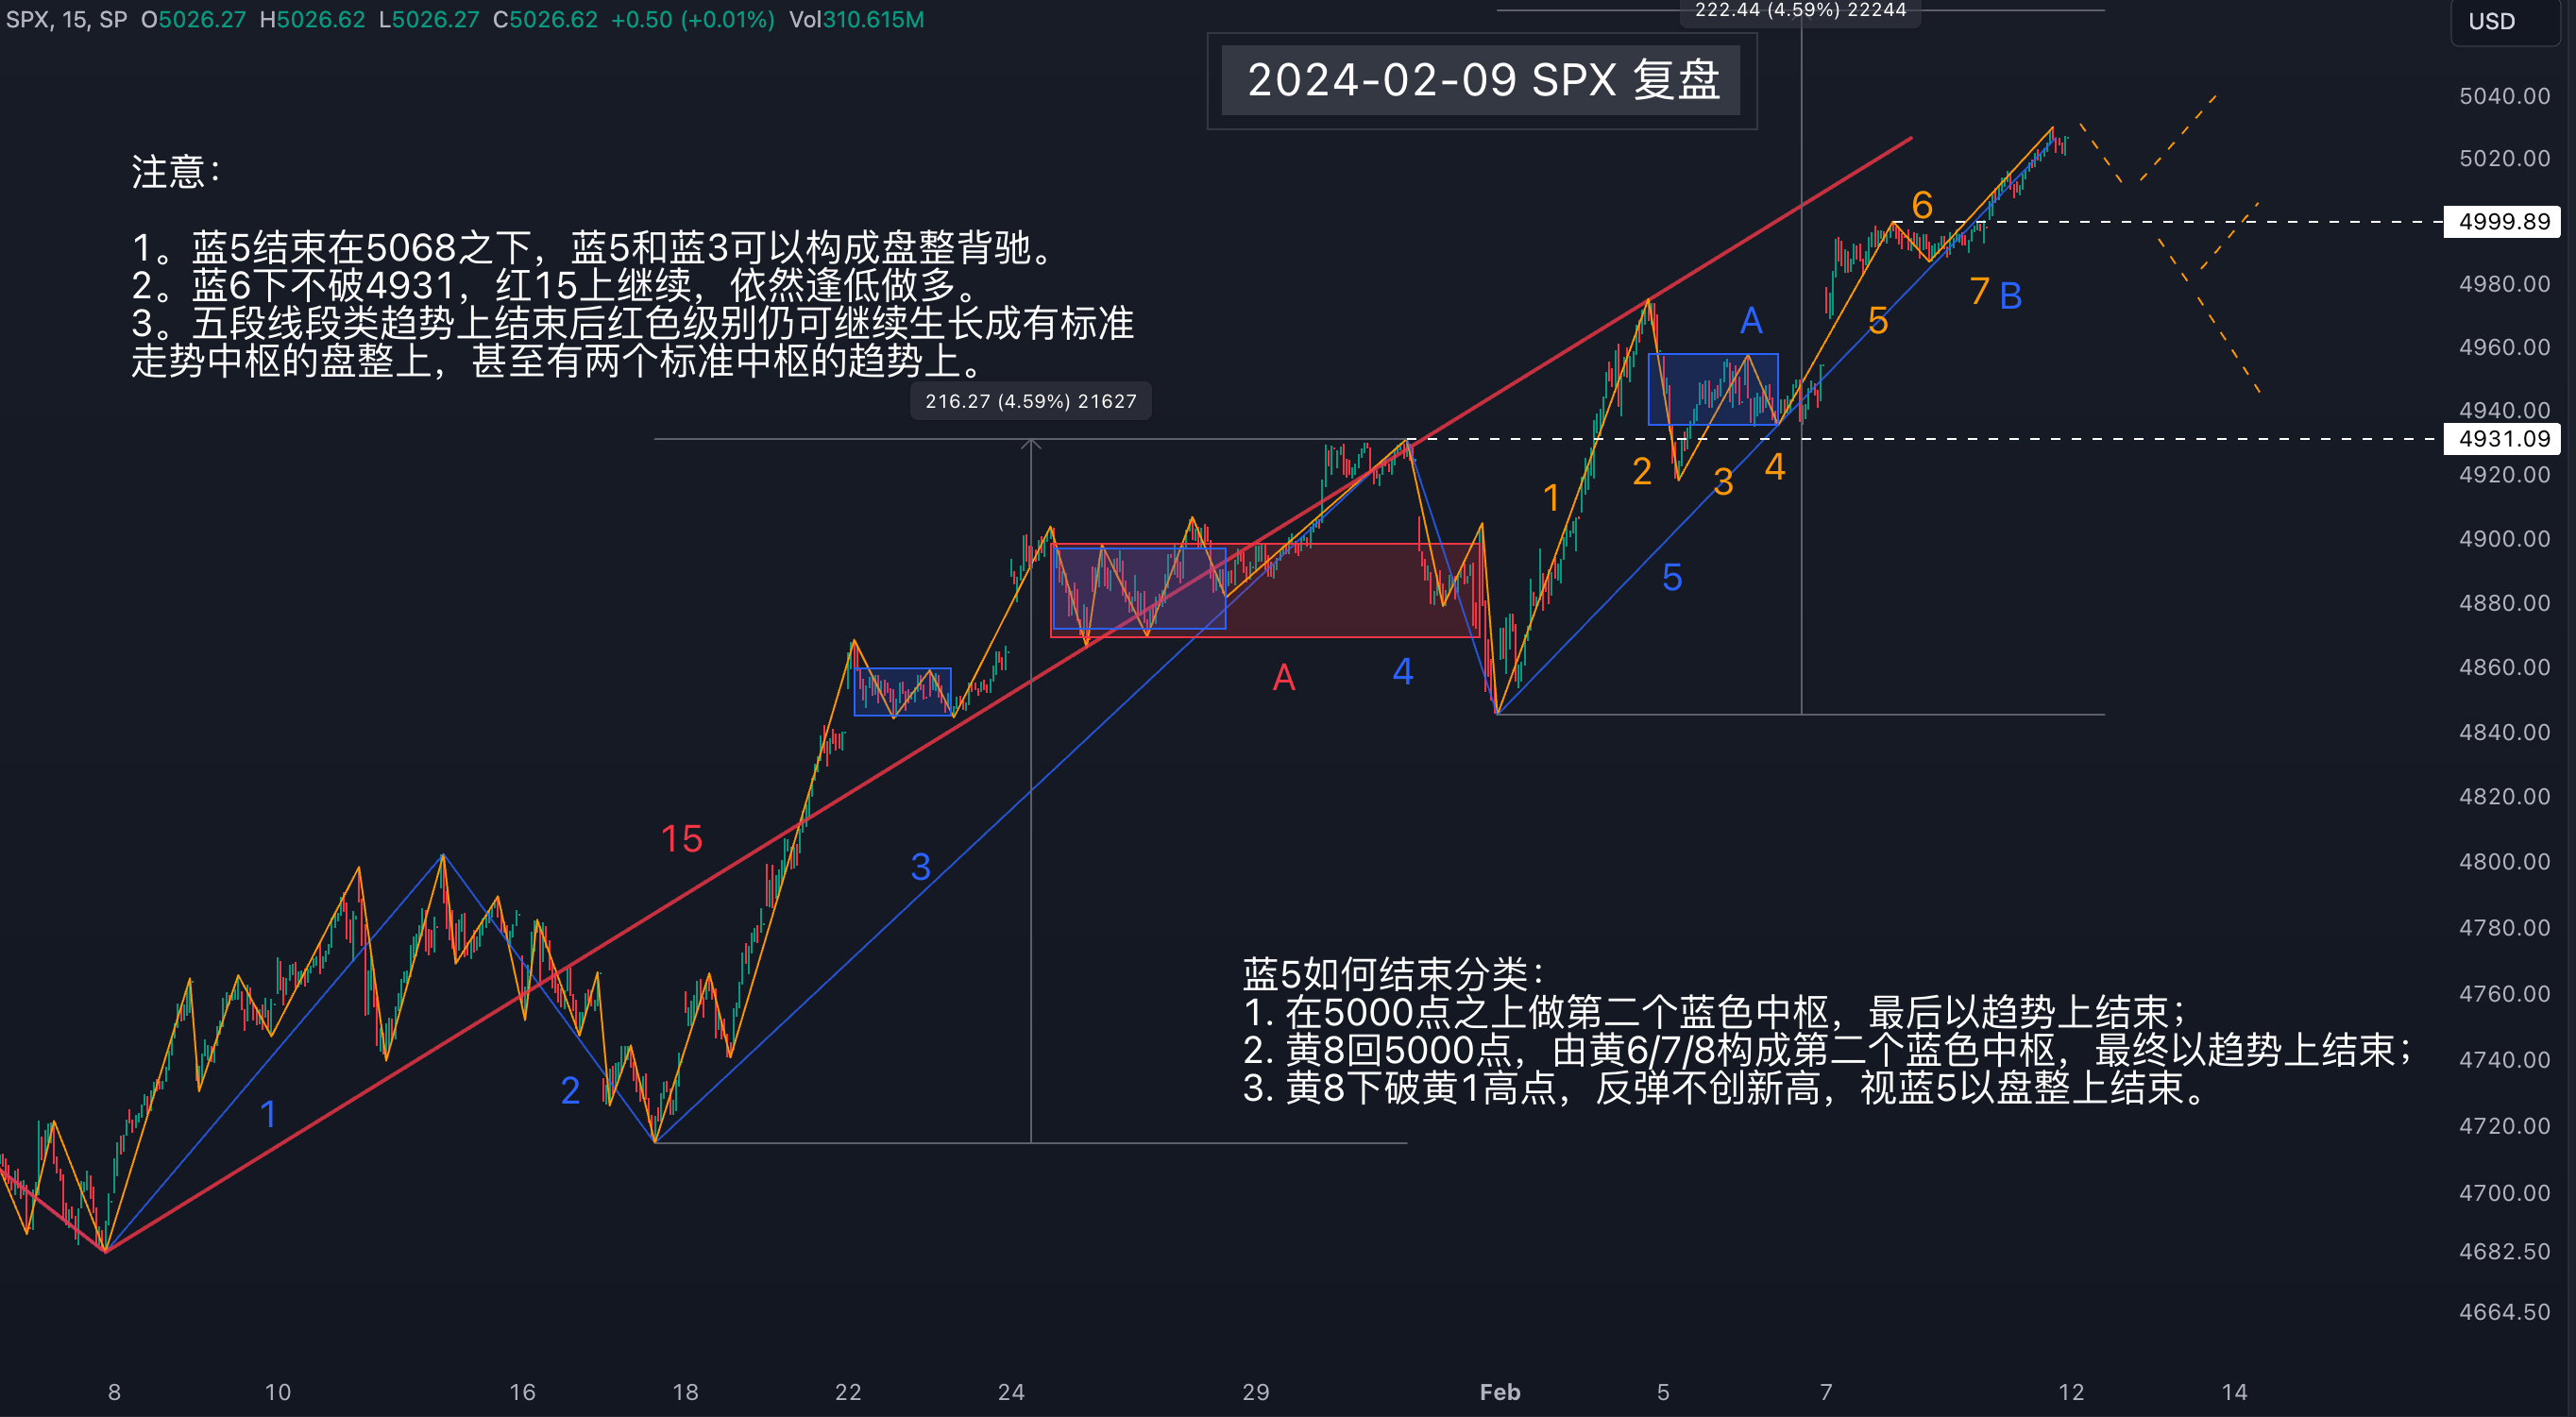 SPX, 15, SP O5026.27 H5026.62 L5026.27 C5026.62 +0.50 (+0.01%) Vol310.615M
222.44 (4.59%) 22244
USD
2024-02-09 SPX 复盘
注意：
1。蓝5结束在5068之下，蓝5和蓝3可以构成盘整背驰。
2。蓝6下不破4931，红15上继续，依然逢低做多。
3。五段线段类趋势上结束后红色级别仍可继续生长成有标准
走势中枢的盘整上，甚至有两个标准中枢的趋势上。
216.27 (4.59%) 21627
5040.00
5020.00
4999.89
4980.00
4960.00
4940.00
4931.09
4920.00
4900.00
4880.00
4860.00
4840.00
4820.00
4800.00
4780.00
4760.00
4740.00
4720.00
4700.00
4682.50
4664.50
6
7 B
5
A
2
3
4
1
5
A
4
15
3
2
1
蓝5如何结束分类：
1. 在5000点之上做第二个蓝色中枢，最后以趋势上结束；
2. 黄8回5000点，由黄6/7/8构成第二个蓝色中枢，最终以趋势上结束；
3. 黄8下破黄1高点，反弹不创新高，视蓝5以盘整上结束。
8 10 16 18 22 24 29 Feb 5 7 12 14